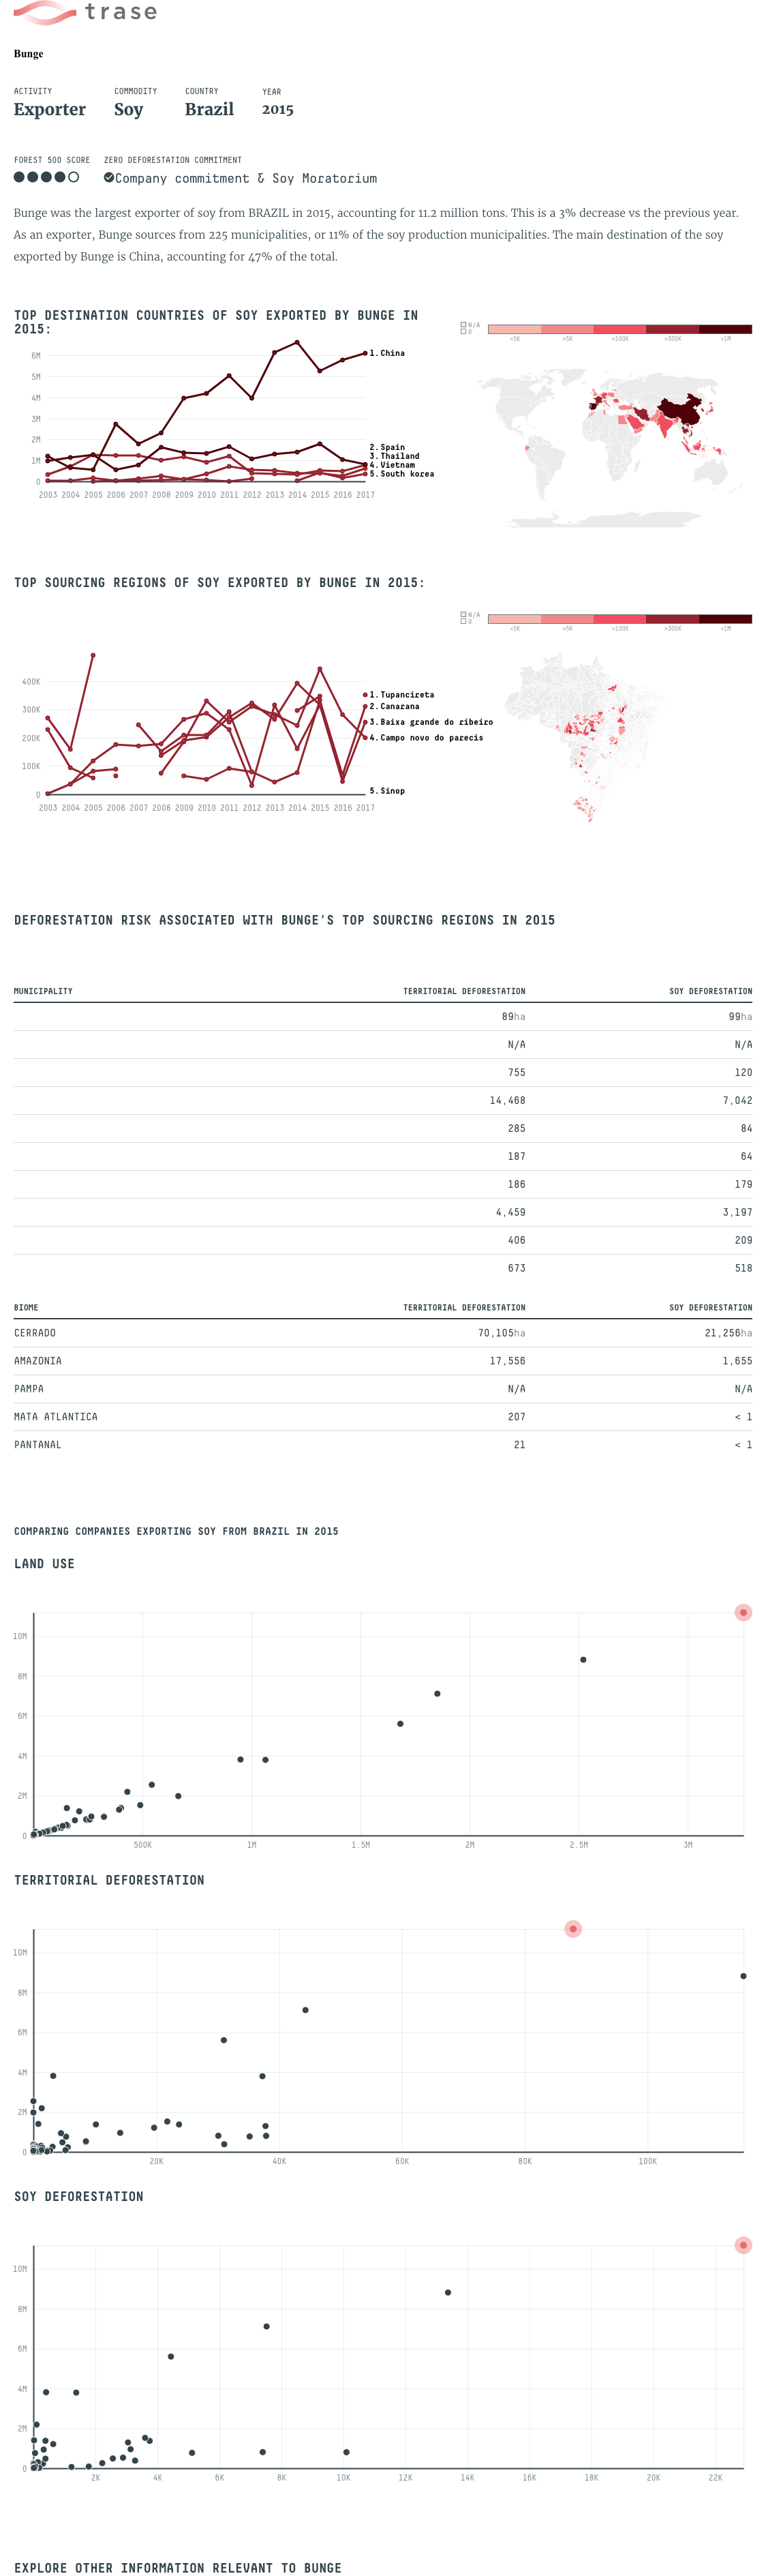 trase
Bunge
ACTIVITY COMMODITY COUNTRY YEAR
Exporter Soy Brazil 2015
FOREST 500 SCORE ZERO DEFORESTATION COMMITMENT
Company commitment & Soy Moratorium
Bunge was the largest exporter of soy from BRAZIL in 2015, accounting for 11.2 million tons. This is a 3% decrease vs the previous year.
As an exporter, Bunge sources from 225 municipalities, or 11% of the soy production municipalities. The main destination of the soy
exported by Bunge is China, accounting for 47% of the total.
TOP DESTINATION COUNTRIES OF SOY EXPORTED BY BUNGE IN
2015:
N/A
0
<5K >5K >100K >300K >1M
6M
5M
4M
3M
2M
1M
0
1. China
2. Spain
3. Thailand
4. Vietnam
5. South korea
2003 2004 2005 2006 2007 2008 2009 2010 2011 2012 2013 2014 2015 2016 2017
TOP SOURCING REGIONS OF SOY EXPORTED BY BUNGE IN 2015:
N/A
0
<5K >5K >100K >300K >1M
400K
300K
200K
100K
0
1. Tupancireta
2. Canarana
3. Baixa grande do ribeiro
4. Campo novo do parecis
5. Sinop
2003 2004 2005 2006 2007 2008 2009 2010 2011 2012 2013 2014 2015 2016 2017
DEFORESTATION RISK ASSOCIATED WITH BUNGE'S TOP SOURCING REGIONS IN 2015
MUNICIPALITY TERRITORIAL DEFORESTATION SOY DEFORESTATION
89ha 99ha
N/A N/A
755 120
14,468 7,042
285 84
187 64
186 179
4,459 3,197
406 209
673 518
BIOME TERRITORIAL DEFORESTATION SOY DEFORESTATION
CERRADO 70,105ha 21,256ha
AMAZONIA 17,556 1,655
PAMPA N/A N/A
MATA ATLANTICA 207 < 1
PANTANAL 21 < 1
COMPARING COMPANIES EXPORTING SOY FROM BRAZIL IN 2015
LAND USE
10M
8M
6M
4M
2M
0
500K 1M 1.5M 2M 2.5M 3M
TERRITORIAL DEFORESTATION
10M
8M
6M
4M
2M
0
20K 40K 60K 80K 100K
SOY DEFORESTATION
10M
8M
6M
4M
2M
0
2K 4K 6K 8K 10K 12K 14K 16K 18K 20K 22K
EXPLORE OTHER INFORMATION RELEVANT TO BUNGE